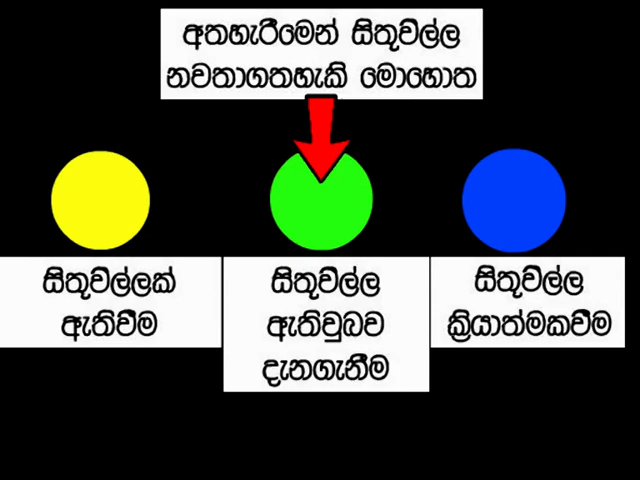 අතහැරීමෙන් සිතුවිල්ල
නවතාගතහැකි මොහොත
සිතුවිල්ලක්
ඇතිවීම
සිතුවිල්ල
ඇතිවුබව
දැනගැනීම
සිතුවිල්ල
ක්‍රියාත්මකවීම